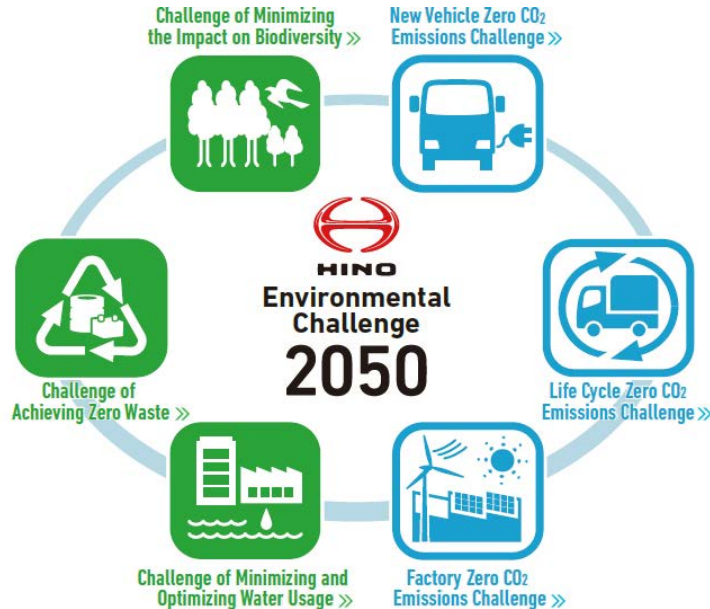 Challenge of Minimizing
the Impact on Biodiversity »
New Vehicle Zero CO₂
Emissions Challenge »
HINO
Environmental
Challenge
2050
Challenge of
Achieving Zero Waste »
Life Cycle Zero CO₂
Emissions Challenge »
Challenge of Minimizing and
Optimizing Water Usage »
Factory Zero CO₂
Emissions Challenge »